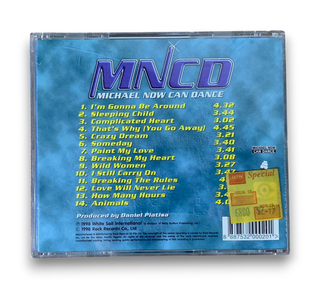 MNCD
MICHAEL NOW CAN DANCE
1. I'm Gonna Be Around 4.32
2. Sleeping Child 3.44
3. Complicated Heart 3.02
4. That's Why (You Go Away) 4.45
5. Crazy Dream 3.21
6. Someday 3.40
7. Paint My Love 3.41
8. Breaking My Heart 3.08
9. Wild Women 3.27
10. I Still Carry On
11. Breaking The Rules
12. Love Will Never Lie
13. How Many Hours
14. Animals
Produced by Daniel Platisa
Special